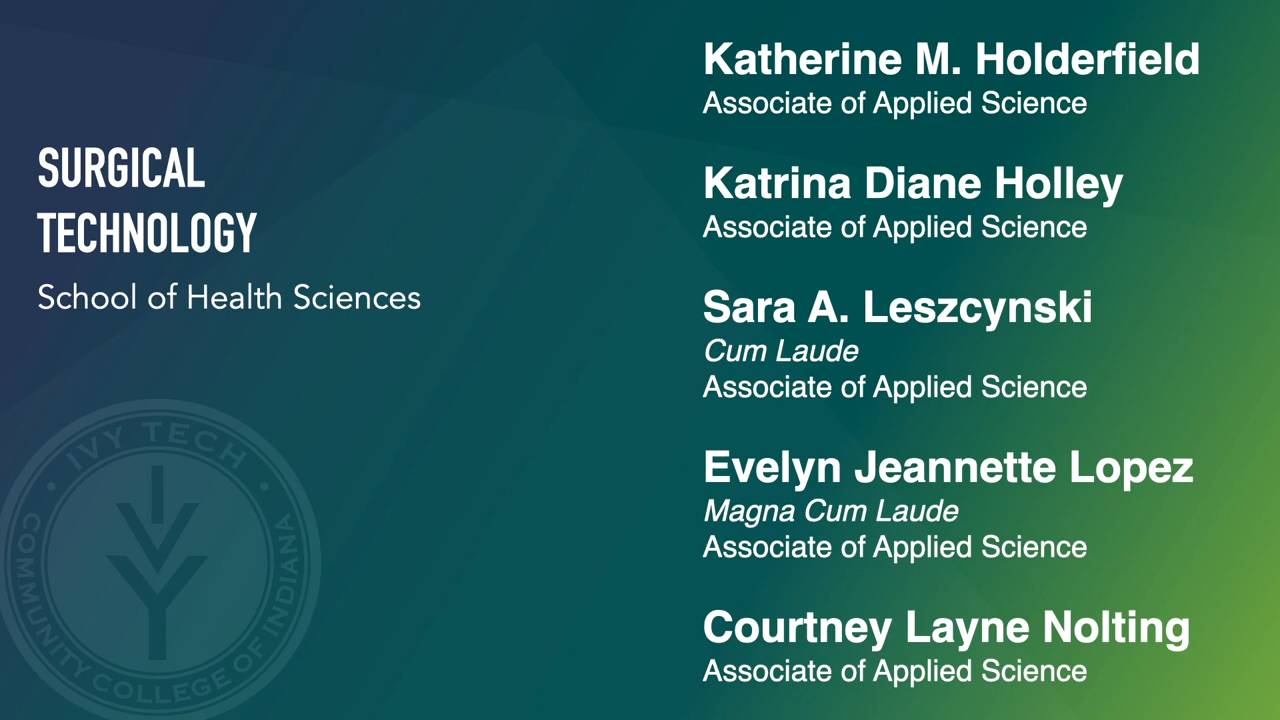 SURGICAL
TECHNOLOGY
School of Health Sciences
IVY TECH
COMMUNITY COLLEGE OF INDIANA
Katherine M. Holderfield
Associate of Applied Science
Katrina Diane Holley
Associate of Applied Science
Sara A. Leszcynski
Cum Laude
Associate of Applied Science
Evelyn Jeannette Lopez
Magna Cum Laude
Associate of Applied Science
Courtney Layne Nolting
Associate of Applied Science